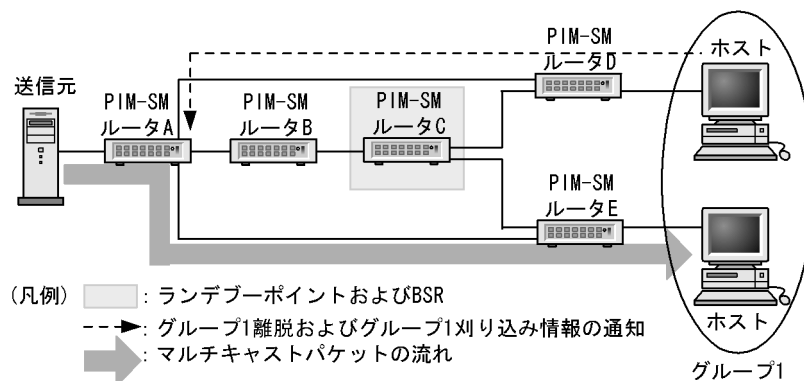 PIM-SM
ルータD
ホスト
送信元
PIM-SM
ルータA
PIM-SM
ルータB
PIM-SM
ルータC
PIM-SM
ルータE
ホスト
グループ1
(凡例)
：ランデブーポイントおよびBSR
：グループ1離脱およびグループ1刈り込み情報の通知
：マルチキャストパケットの流れ